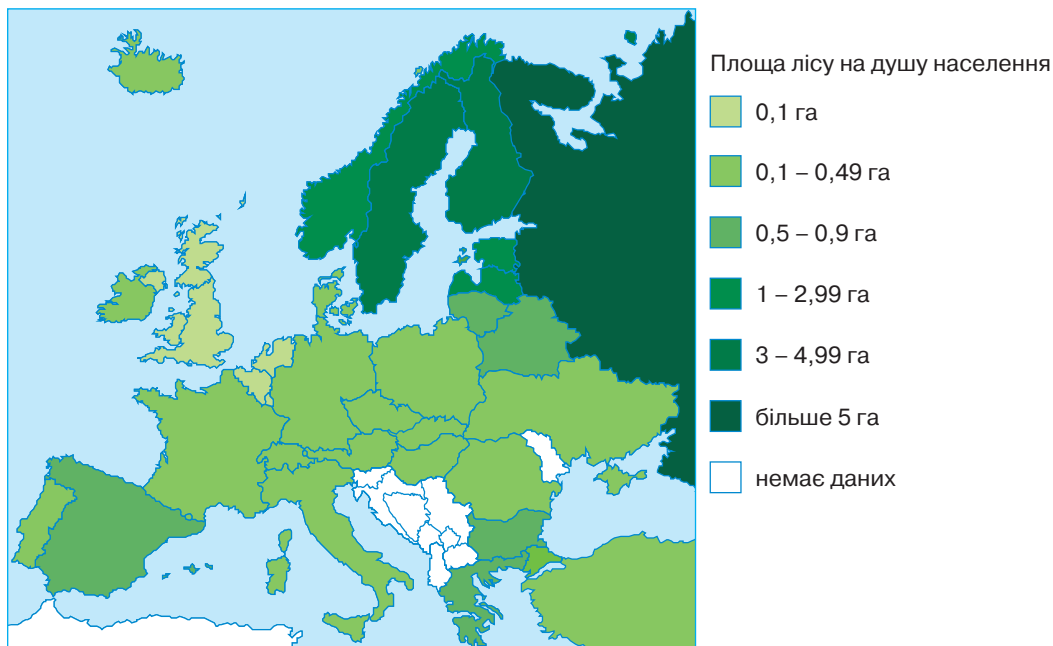 Площа лісу на душу населення
0,1 га
0,1 – 0,49 га
0,5 – 0,9 га
1 – 2,99 га
3 – 4,99 га
більше 5 га
немає даних